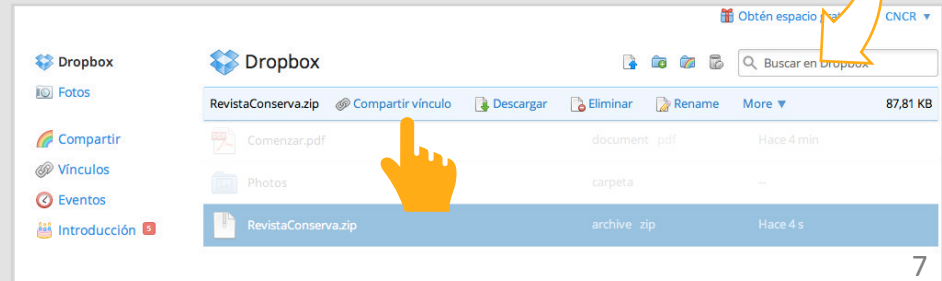 Obtén espacio CNCR ▼
Dropbox
Fotos
Compartir
Vínculos
Eventos
Introducción 5
Dropbox
Buscar en Dropbox
RevistaConserva.zip Compartir vínculo Descargar Eliminar Rename More ▼ 87,81 KB
Comenzar.pdf document pdf Hace 4 min
Photos carpeta –
RevistaConserva.zip archive zip Hace 4 s
7